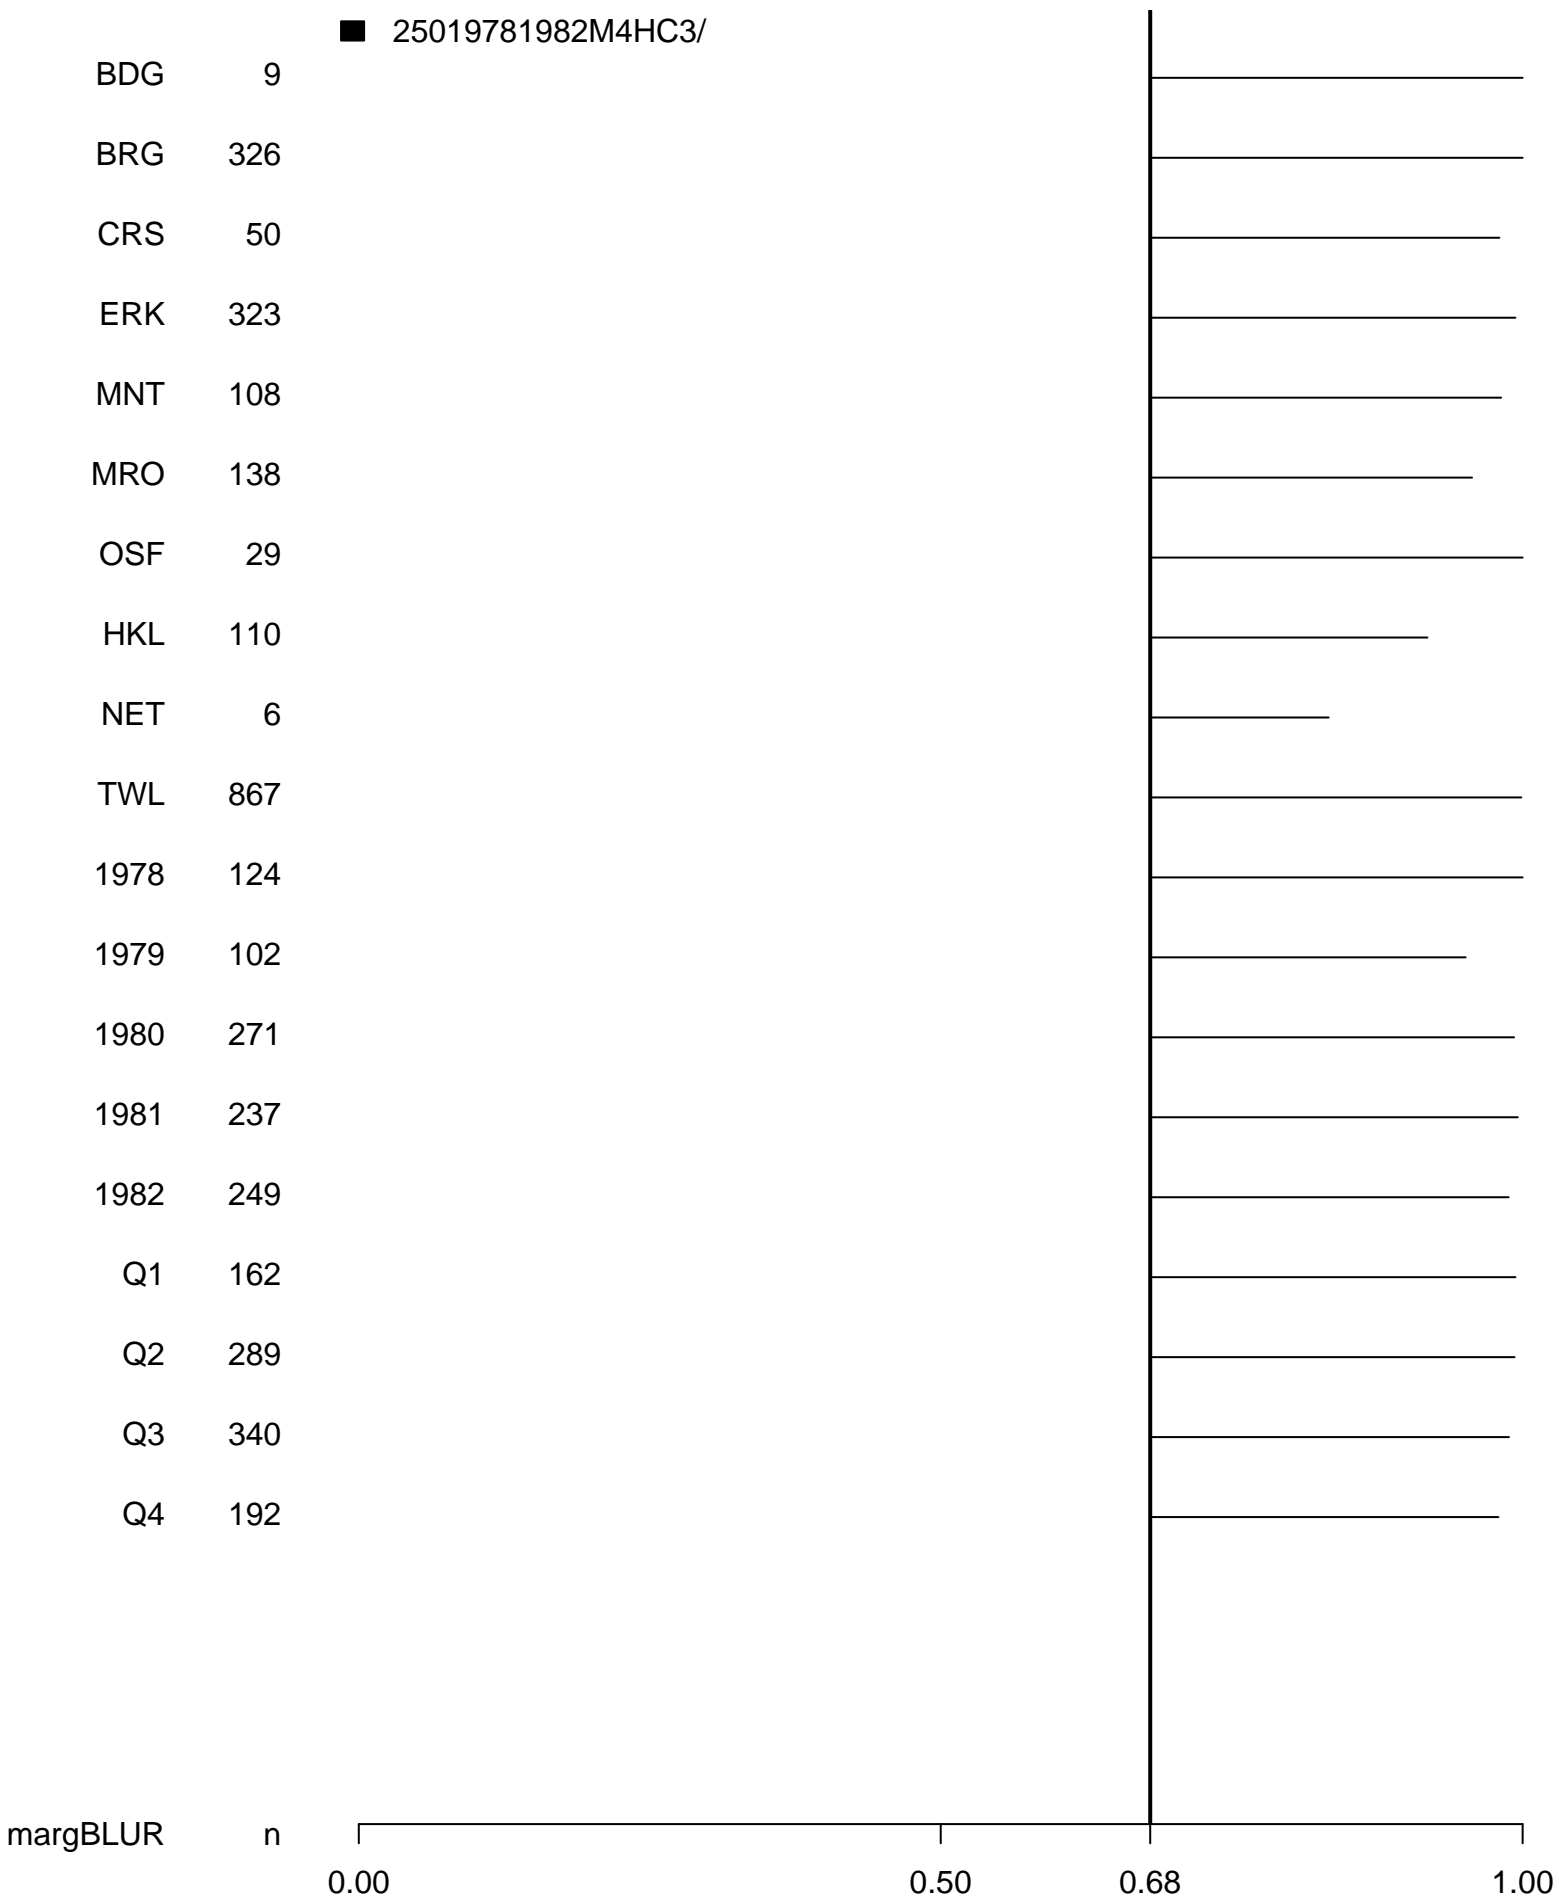 25019781982M4HC3/
BDG 9
BRG 326
CRS 50
ERK 323
MNT 108
MRO 138
OSF 29
HKL 110
NET 6
TWL 867
1978 124
1979 102
1980 271
1981 237
1982 249
Q1 162
Q2 289
Q3 340
Q4 192
margBLUR n
0.00 0.50 0.68 1.00